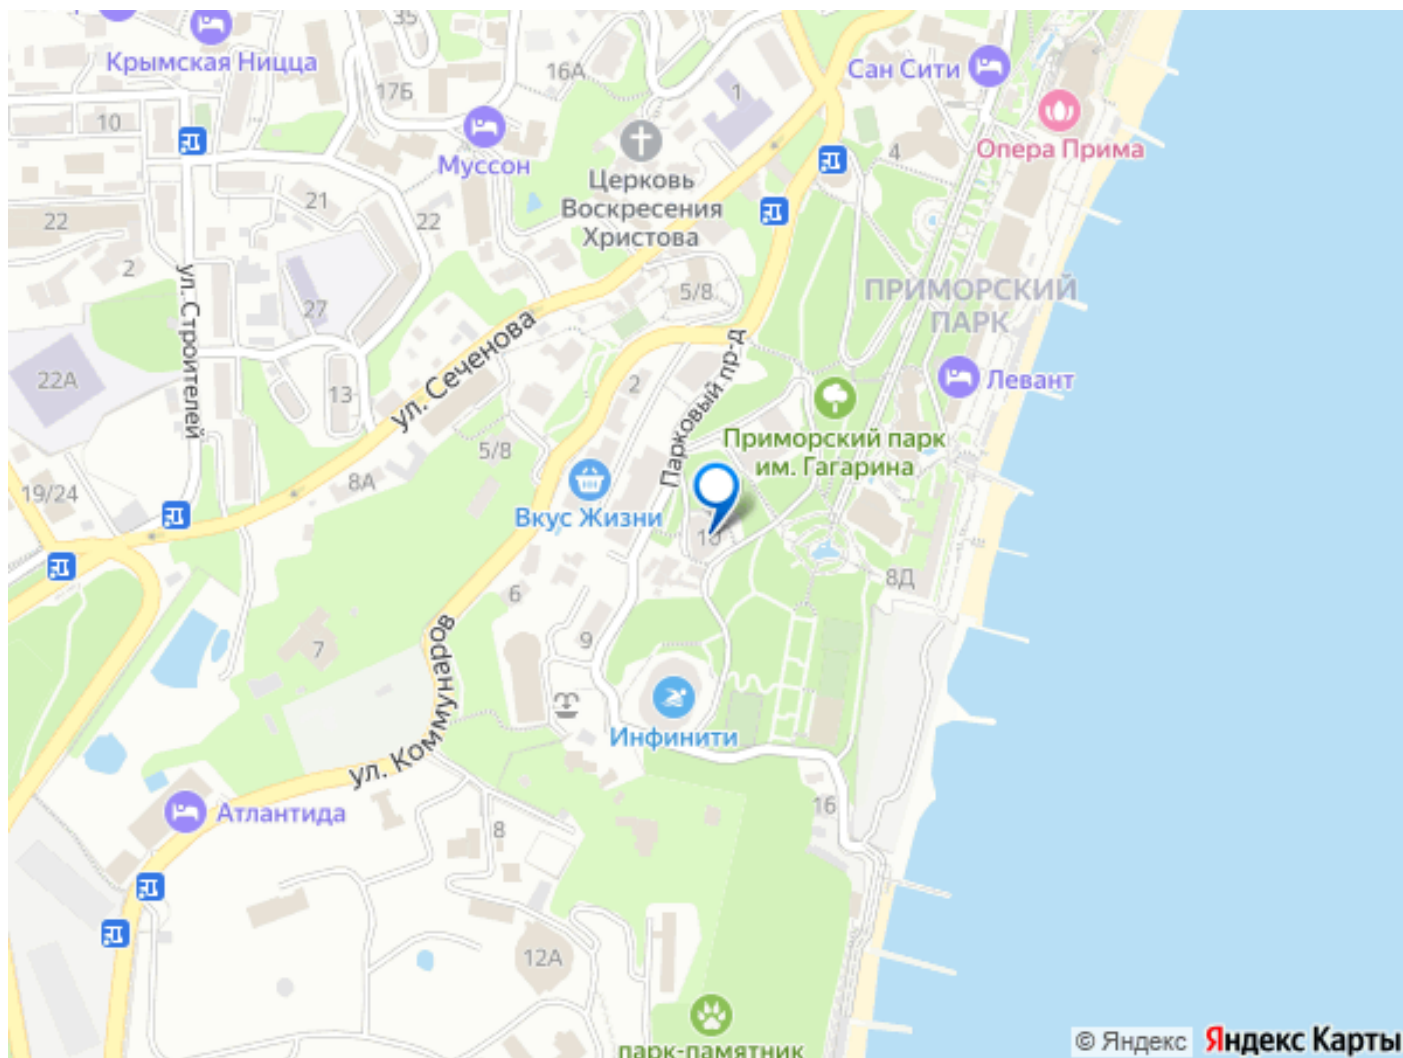 35
Крымская Ницца
17Б
16А
1
Сан Сити
10
Муссон
4
Опера Прима
Церковь
Воскресения
Христова
22
21
22
2
ул. Строителей
27
5/8
ПРИМОРСКИЙ
ПАРК
ул. Сеченова
Парковый пр-д
22А
13
2
Левант
Приморский парк
им. Гагарина
5/8
8А
19/24
Вкус Жизни
10
8Д
6
7
9
ул. Коммунаров
Инфинити
16
Атлантида
8
12А
парк-памятник
© Яндекс
Яндекс Карты